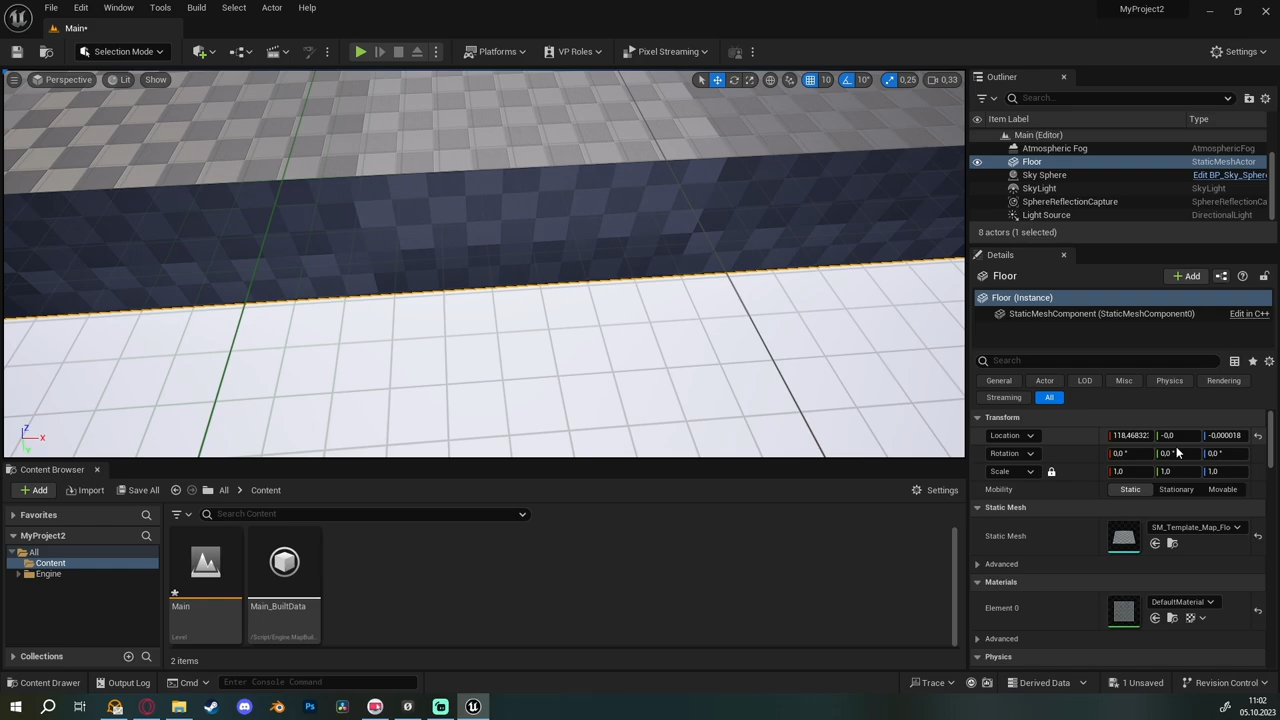 File Edit Window Tools Build Select Actor Help
MyProject2
Main*
Selection Mode
Platforms
VP Roles
Pixel Streaming
Settings
Perspective Lit Show
10 10° 0,25 0,33
Outliner
Search...
Item Label Type
Main (Editor)
Atmospheric Fog AtmosphericFog
Floor StaticMeshActor
Sky Sphere Edit BP_Sky_Sphere
SkyLight SkyLight
SphereReflectionCapture SphereReflectionCapture
Light Source DirectionalLight
8 actors (1 selected)
Details
Floor
Add
Floor (Instance)
StaticMeshComponent (StaticMeshComponent0) Edit in C++
Search
General Actor LOD Misc Physics Rendering
Streaming All
Transform
Location 118,468323 -0,0 -0,000018
Rotation 0,0 ° 0,0 ° 0,0 °
Scale 1,0 1,0 1,0
Mobility Static Stationary Movable
Static Mesh
Static Mesh SM_Template_Map_Flo
Advanced
Materials
Element 0 DefaultMaterial
Advanced
Physics
Z X
Content Browser
Add Import Save All All Content Settings
Favorites
Search Content
MyProject2
All
Content
Engine
Main
Level
Main_BuiltData
/Script/Engine.MapBuil...
Collections
2 items
Content Drawer Output Log Cmd Enter Console Command Trace Derived Data 1 Unsaved Revision Control
11:02
05.10.2023